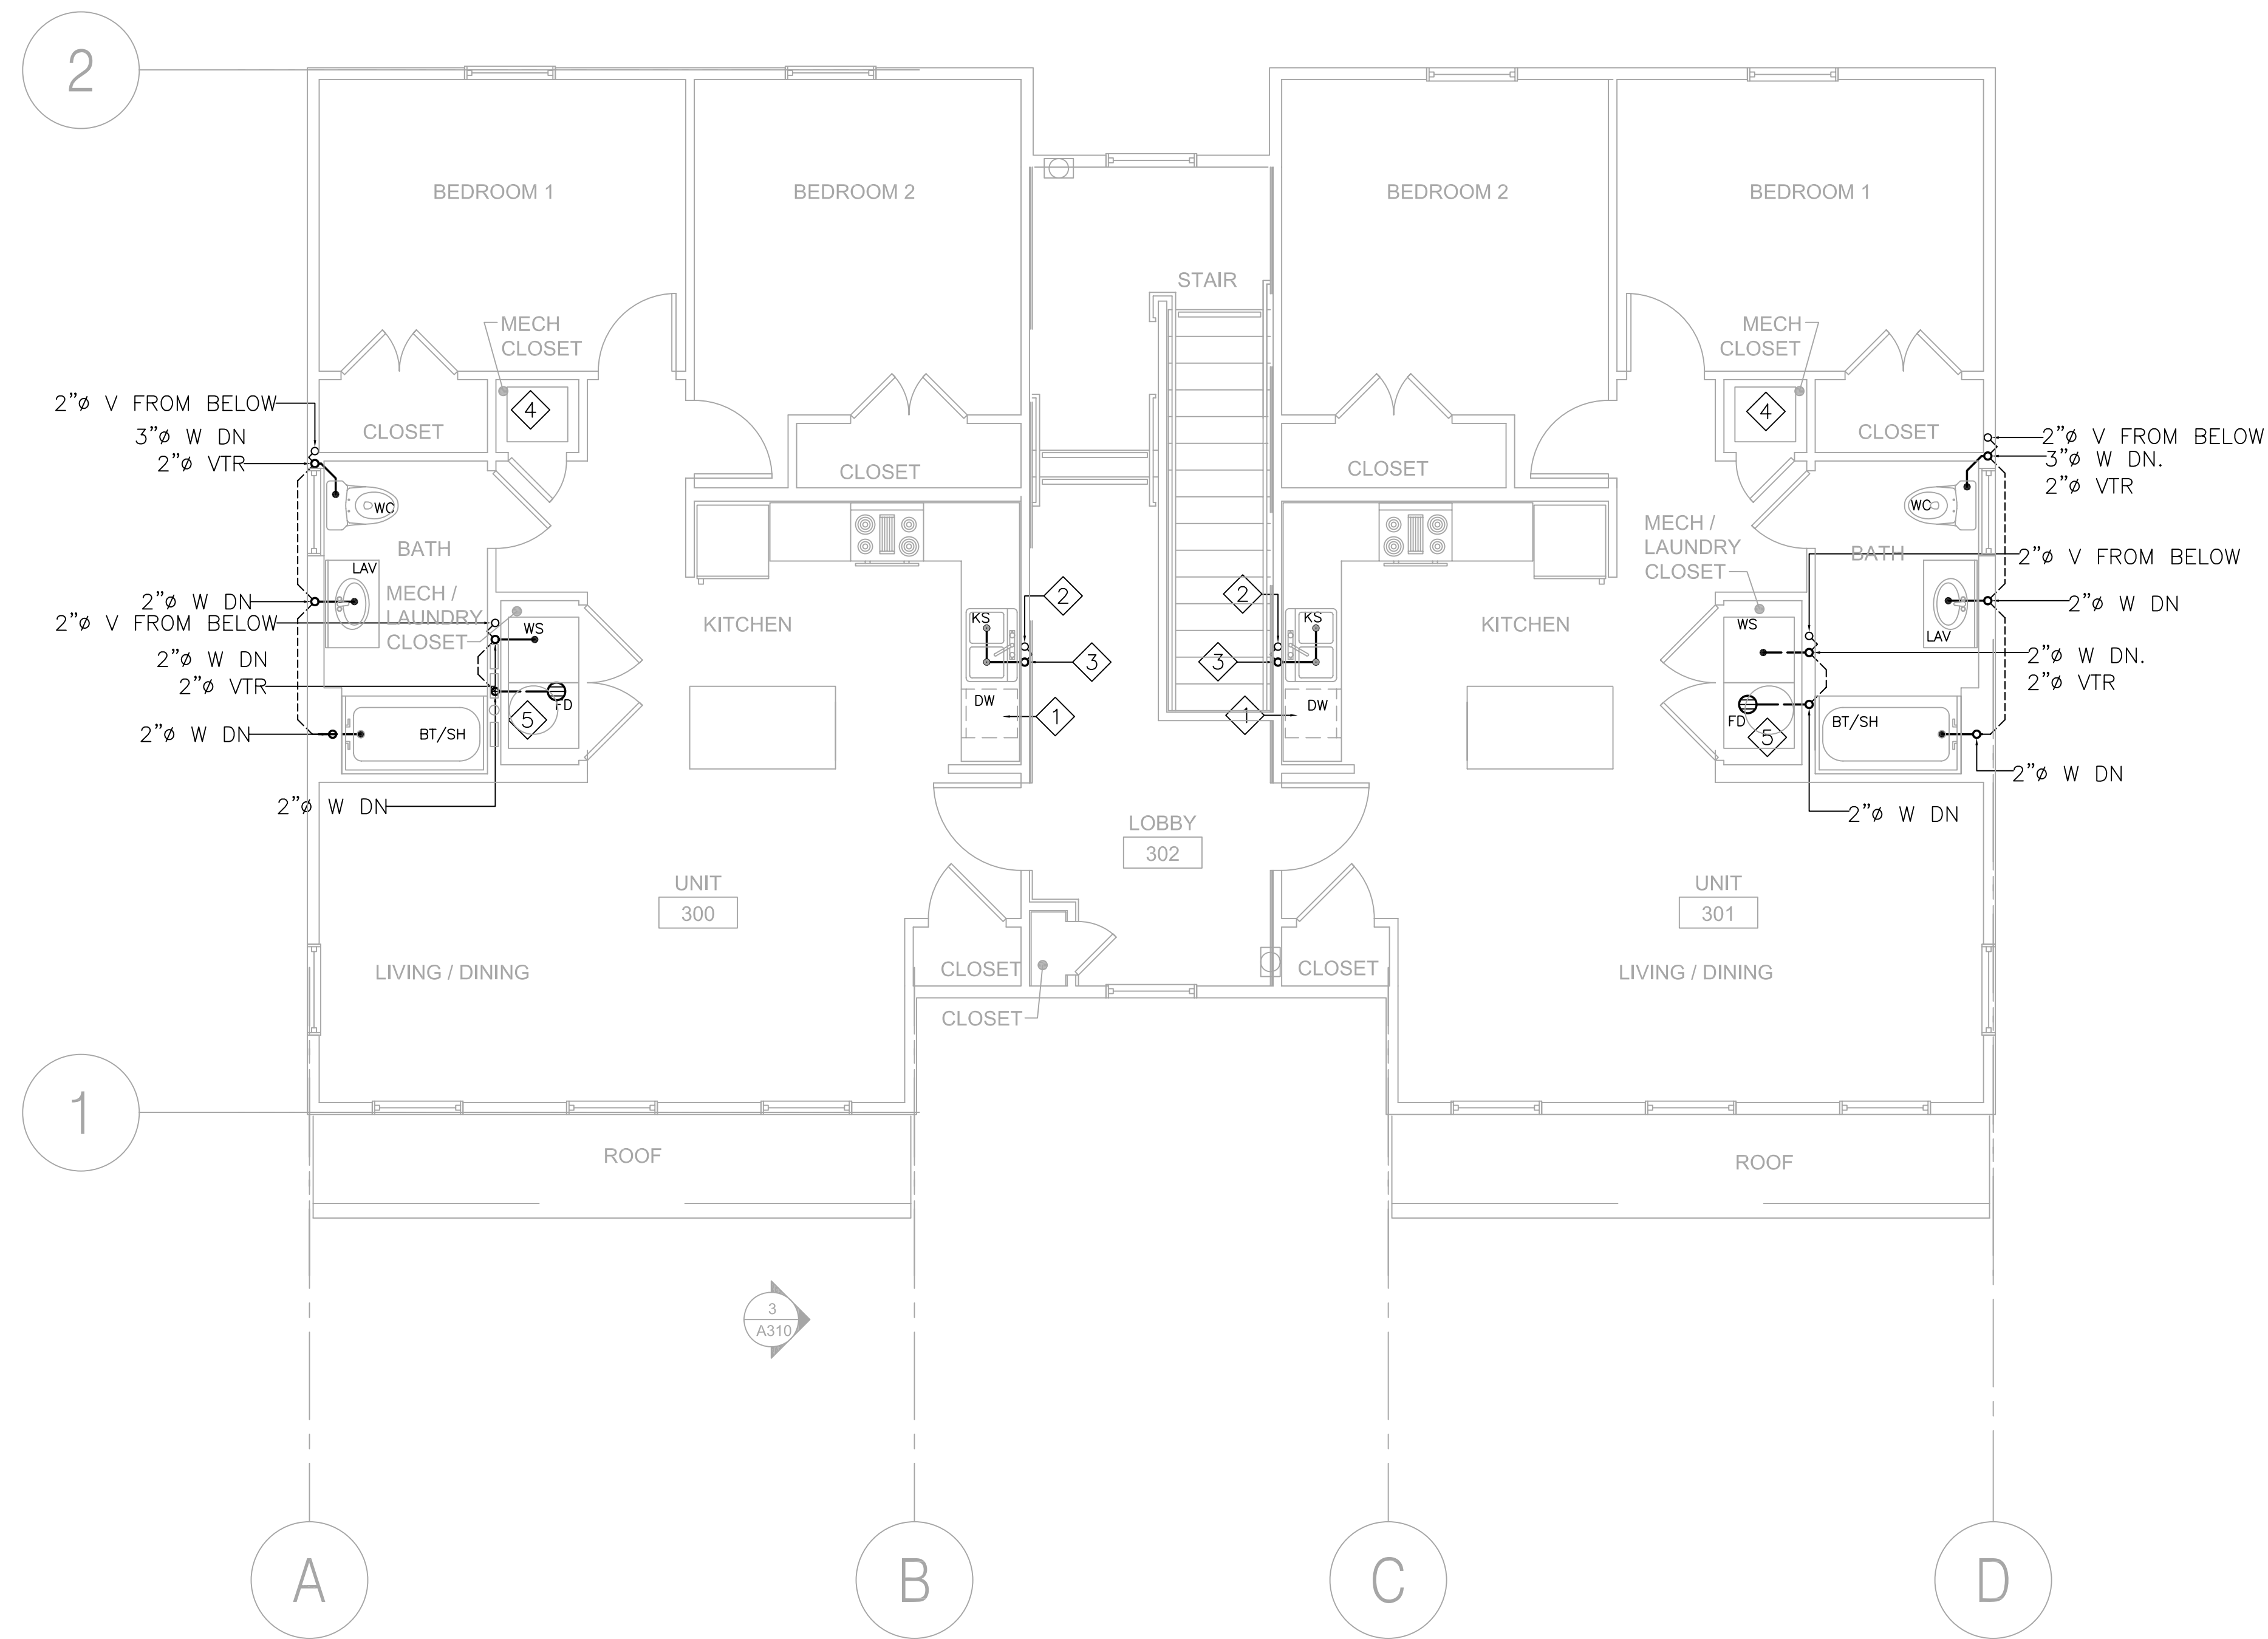 2
BEDROOM 1
BEDROOM 2
BEDROOM 2
BEDROOM 1
STAIR
MECH
CLOSET
MECH
CLOSET
4
4
2"ø V FROM BELOW
3"ø W DN
2"ø VTR
CLOSET
CLOSET
CLOSET
CLOSET
2"ø V FROM BELOW
3"ø W DN.
2"ø VTR
WC
WC
BATH
BATH
MECH /
LAUNDRY
CLOSET
2"ø V FROM BELOW
LAV
MECH /
LAUNDRY
CLOSET
2"ø W DN
2"ø V FROM BELOW
2"ø W DN
2"ø VTR
WS
KITCHEN
KS
2
3
2
3
KS
KITCHEN
WS
LAV
2"ø W DN
2"ø W DN.
2"ø VTR
FD
5
DW
1
1
DW
FD
5
2"ø W DN
BT/SH
BT/SH
2"ø W DN
2"ø W DN
2"ø W DN
LOBBY
302
UNIT
300
UNIT
301
LIVING / DINING
CLOSET
CLOSET
LIVING / DINING
CLOSET
1
ROOF
ROOF
3
A310
A
B
C
D